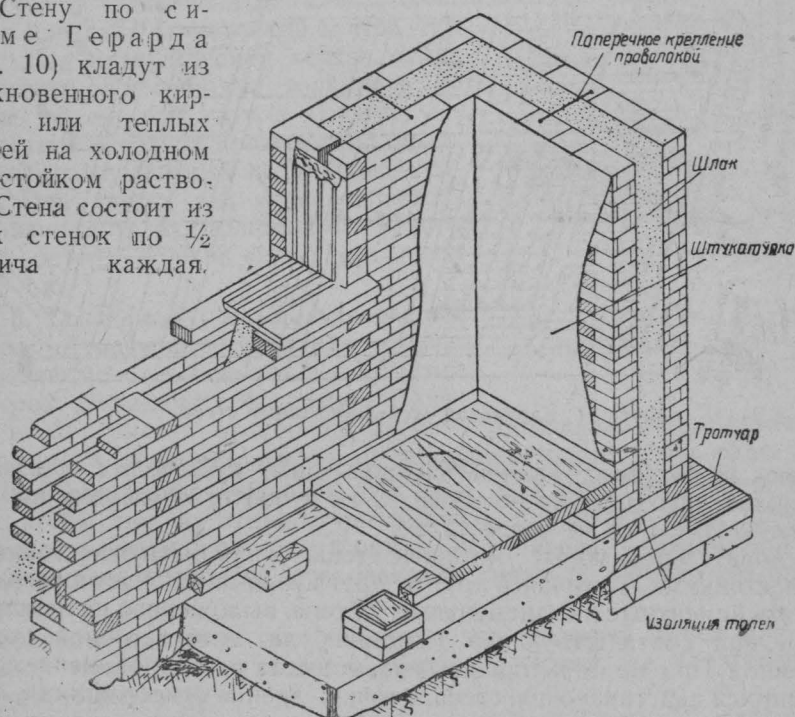 Стену по си-
ме Герарда
. 10) кладут из
кновенного кир-
или теплых
ей на холодном
стойком раство-
Стена состоит из
к стенок по ½
ича каждая.
Поперечное крепление
проволокой
Шлак
Штукатурка
Тротуар
Изоляция толем